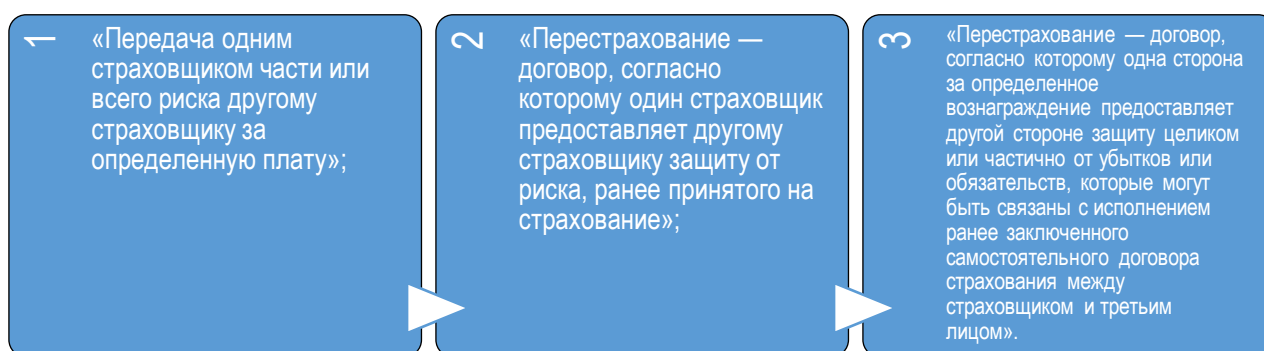 1
«Передача одним
страховщиком части или
всего риска другому
страховщику за
определенную плату»;
2
«Перестрахование —
договор, согласно
которому один страховщик
предоставляет другому
страховщику защиту от
риска, ранее принятого на
страхование»;
3
«Перестрахование — договор,
согласно которому одна сторона
за определенное
вознаграждение предоставляет
другой стороне защиту целиком
или частично от убытков или
обязательств, которые могут
быть связаны с исполнением
ранее заключенного
самостоятельного договора
страхования между
страховщиком и третьим
лицом».